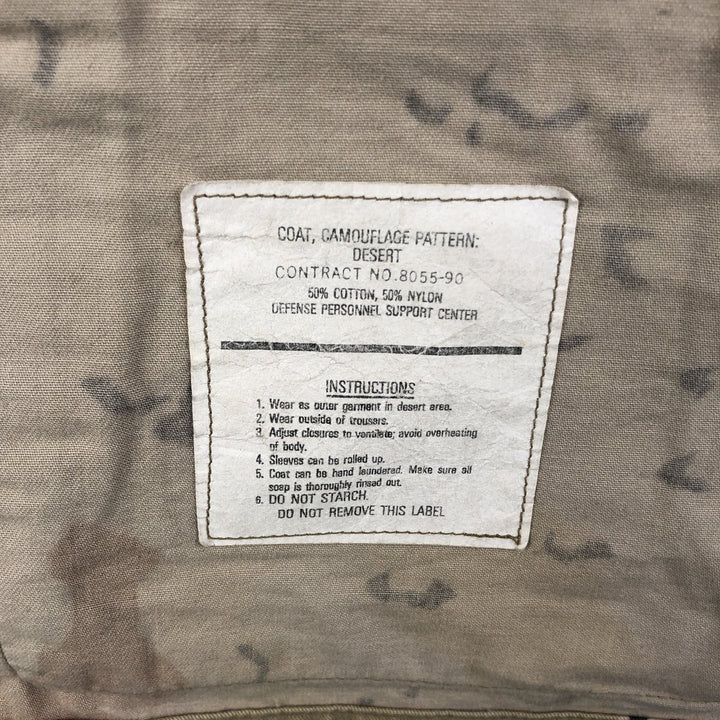 COAT, CAMOUFLAGE PATTERN:
DESERT
CONTRACT NO.8055-90
50% COTTON, 50% NYLON
DEFENSE PERSONNEL SUPPORT CENTER
INSTRUCTIONS
1. Wear as outer garment in desert area.
2. Wear outside of trousers.
3. Adjust closures to ventilate; avoid overheating
of body.
4. Sleeves can be rolled up.
5. Coat can be hand laundered. Make sure all
soap is thoroughly rinsed out.
6. DO NOT STARCH.
DO NOT REMOVE THIS LABEL